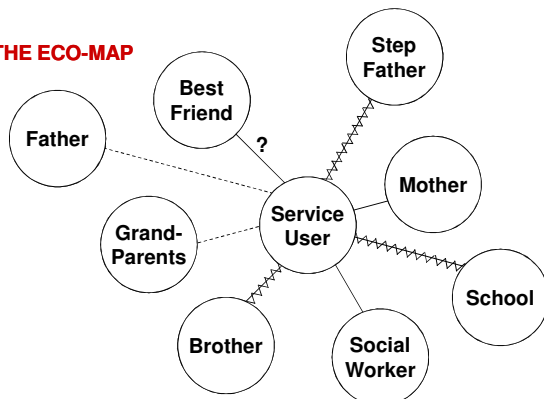 THE ECO-MAP
Step
Father
Best
Friend
?
Father
Mother
Service
User
Grand-
Parents
School
Brother
Social
Worker